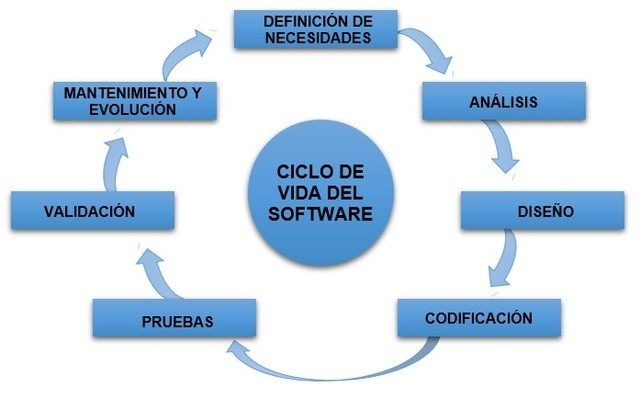 DEFINICIÓN DE
NECESIDADES
ANÁLISIS
DISEÑO
CODIFICACIÓN
PRUEBAS
VALIDACIÓN
MANTENIMIENTO Y
EVOLUCIÓN
CICLO DE
VIDA DEL
SOFTWARE